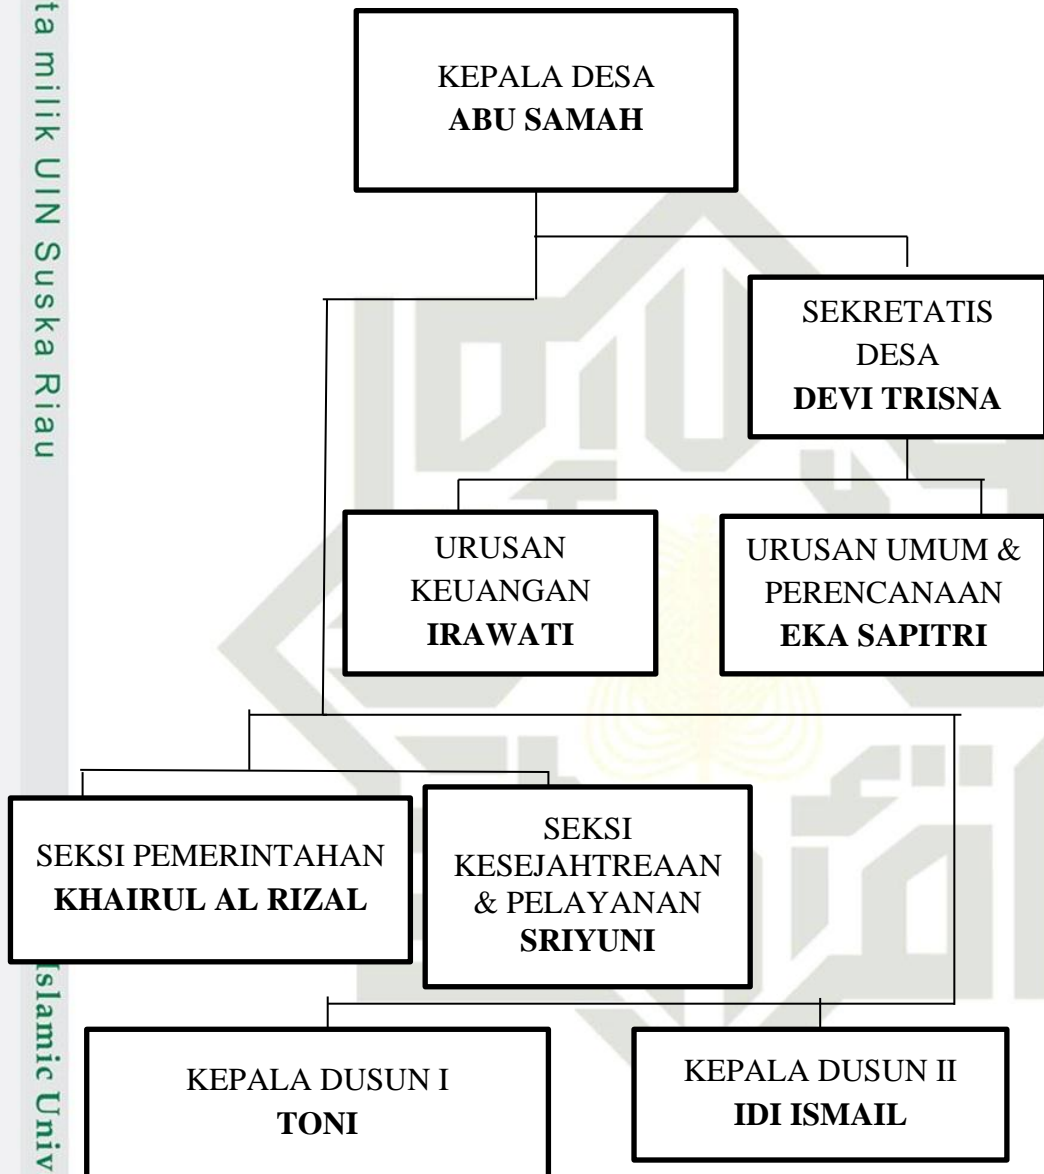 ta milik UIN Suska Riau
Islamic Univ
KEPALA DESA
ABU SAMAH
SEKRETATIS
DESA
DEVI TRISNA
URUSAN
KEUANGAN
IRAWATI
URUSAN UMUM &
PERENCANAAN
EKA SAPITRI
SEKSI PEMERINTAHAN
KHAIRUL AL RIZAL
SEKSI
KESEJAHTREAAN
& PELAYANAN
SRIYUNI
KEPALA DUSUN I
TONI
KEPALA DUSUN II
IDI ISMAIL